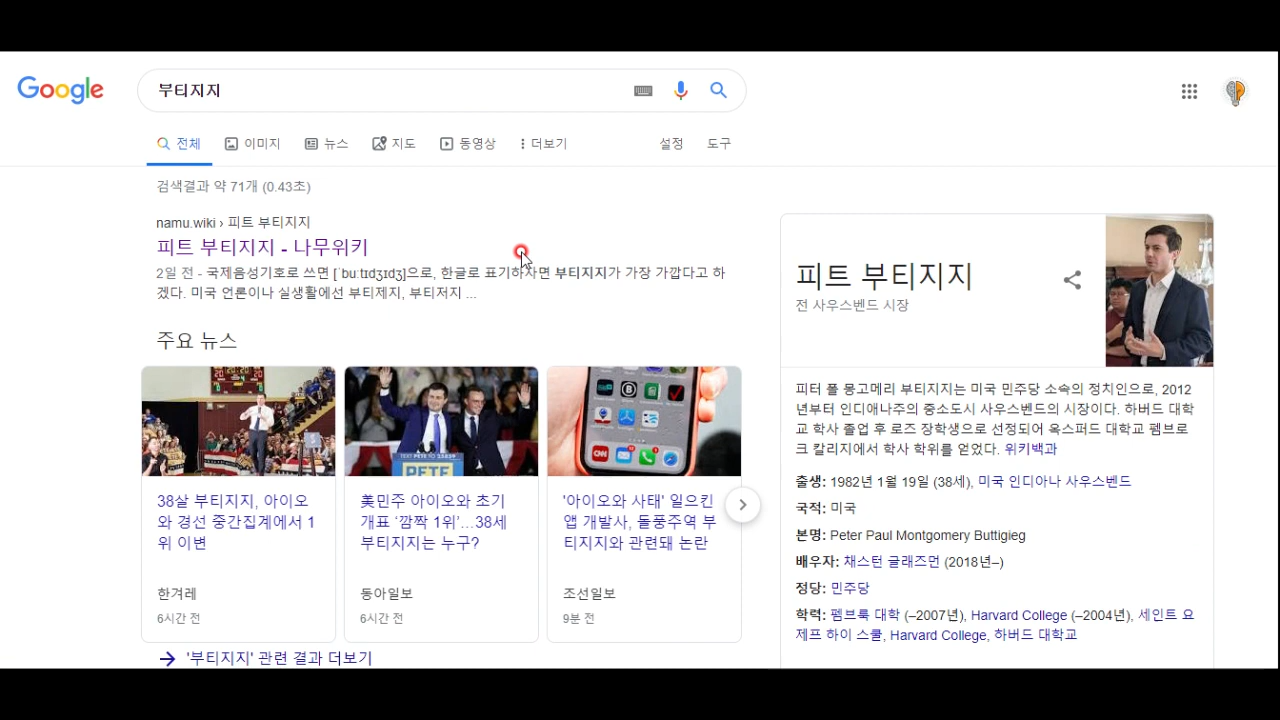 Google
부티지지
전체
이미지
뉴스
지도
동영상
더보기
설정
도구
검색결과 약 71개 (0.43초)
namu.wiki › 피트 부티지지
피트 부티지지 - 나무위키
2일 전 - 국제음성기호로 쓰면 [ˈbuːtɪdʒɪdʒ]으로, 한글로 표기하자면 부티지지가 가장 가깝다고 하
겠다. 미국 언론이나 실생활에선 부티제지, 부티저지 ...
주요 뉴스
TEXT PETE TO 25859
PETE
CNN
38살 부티지지, 아이오
와 경선 중간집계에서 1
위 이변
한겨레
6시간 전
美민주 아이오와 초기
개표 ‘깜짝 1위’…38세
부티지지는 누구?
동아일보
6시간 전
'아이오와 사태' 일으킨
앱 개발사, 돌풍주역 부
티지지와 관련돼 논란
조선일보
9분 전
'부티지지' 관련 결과 더보기
피트 부티지지
전 사우스벤드 시장
피터 폴 몽고메리 부티지지는 미국 민주당 소속의 정치인으로, 2012
년부터 인디애나주의 중소도시 사우스벤드의 시장이다. 하버드 대학
교 학사 졸업 후 로즈 장학생으로 선정되어 옥스퍼드 대학교 펨브로
크 칼리지에서 학사 학위를 얻었다. 위키백과
출생: 1982년 1월 19일 (38세), 미국 인디아나 사우스벤드
국적: 미국
본명: Peter Paul Montgomery Buttigieg
배우자: 채스턴 글래즈먼 (2018년–)
정당: 민주당
학력: 펨브룩 대학 (–2007년), Harvard College (–2004년), 세인트 요
제프 하이 스쿨, Harvard College, 하버드 대학교